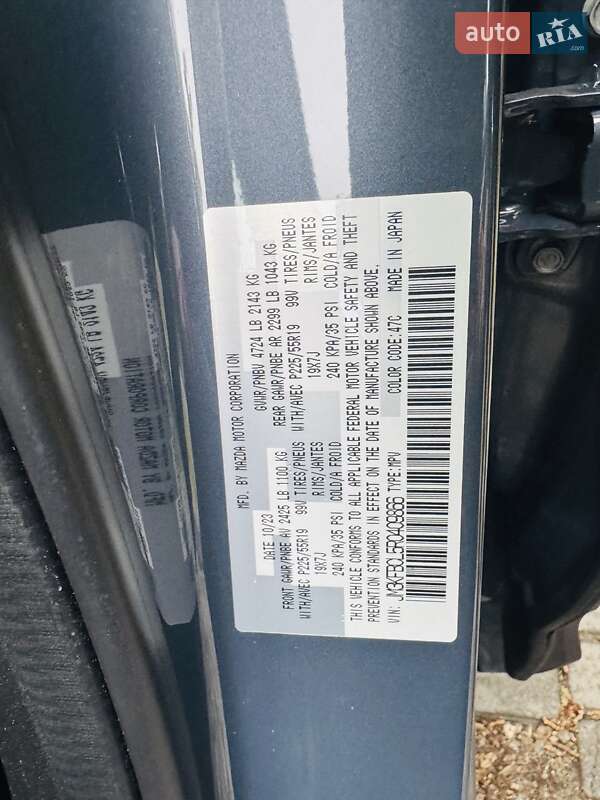 auto RIA.com
MFD. BY MAZDA MOTOR CORPORATION
DATE 10/23
GVWR/PNBV 4724 LB 2143 KG
FRONT GAWR/PNBE AV 2425 LB 1100 KG
REAR GAWR/PNBE AR 2299 LB 1043 KG
WITH/AVEC P225/55R19 99V TIRES/PNEUS
WITH/AVEC P225/55R19 99V TIRES/PNEUS
19X7J RIMS/JANTES
19X7J RIMS/JANTES
240 KPA/35 PSI COLD/A FROID
240 KPA/35 PSI COLD/A FROID
THIS VEHICLE CONFORMS TO ALL APPLICABLE FEDERAL MOTOR VEHICLE SAFETY AND THEFT
PREVENTION STANDARDS IN EFFECT ON THE DATE OF MANUFACTURE SHOWN ABOVE.
VIN: JM3KFBCL5R0409866 TYPE:MPV COLOR CODE:47C MADE IN JAPAN